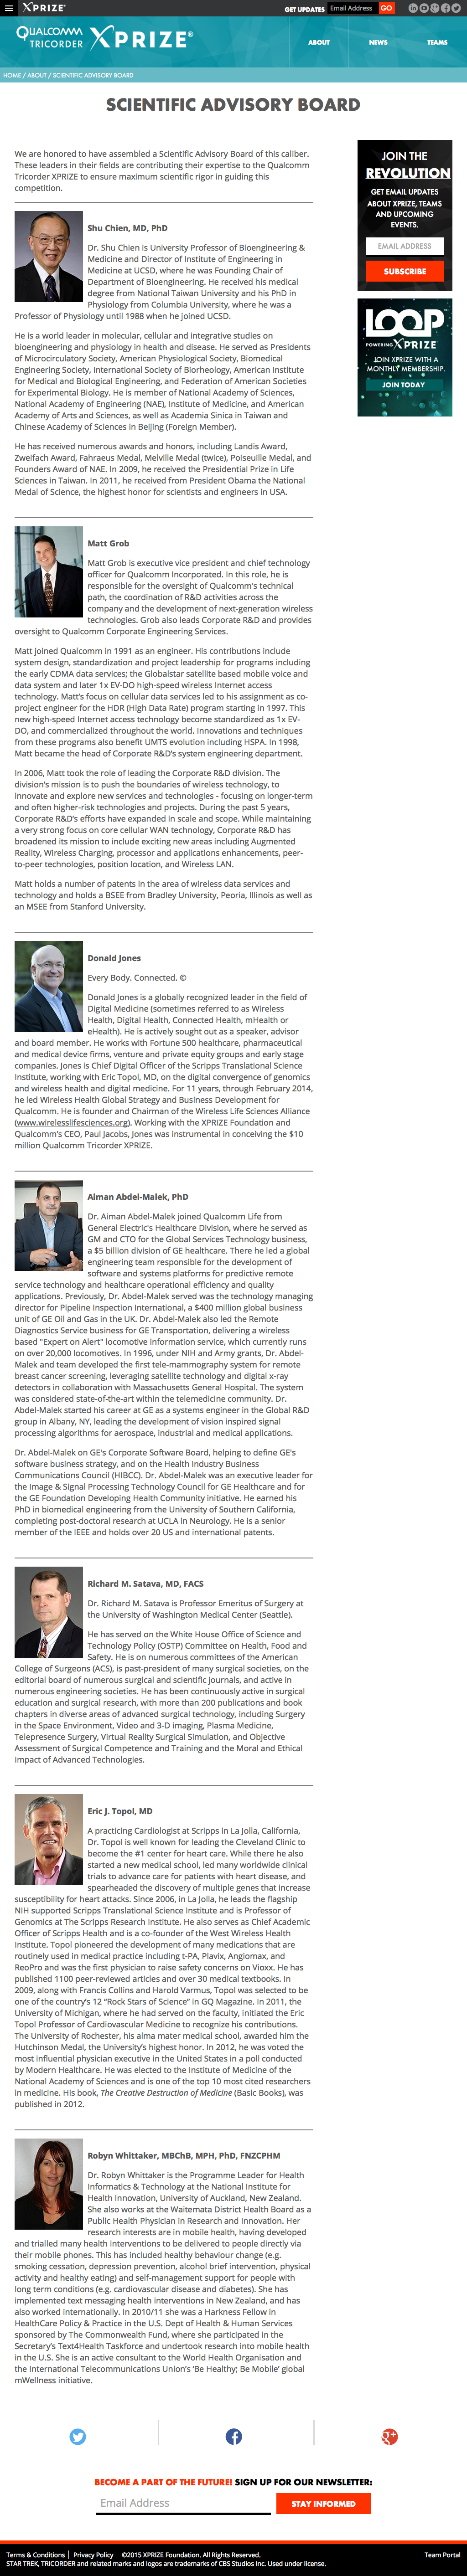 XPRIZE®
GET UPDATES
Email Address
GO
QUALCOMM
TRICORDER
XPRIZE®
ABOUT
NEWS
TEAMS
HOME / ABOUT / SCIENTIFIC ADVISORY BOARD
SCIENTIFIC ADVISORY BOARD
We are honored to have assembled a Scientific Advisory Board of this caliber.
These leaders in their fields are contributing their expertise to the Qualcomm
Tricorder XPRIZE to ensure maximum scientific rigor in guiding this
competition.
JOIN THE
REVOLUTION
GET EMAIL UPDATES
ABOUT XPRIZE, TEAMS
AND UPCOMING
EVENTS.
EMAIL ADDRESS
SUBSCRIBE
LOOP
POWERING XPRIZE
JOIN XPRIZE WITH A
MONTHLY MEMBERSHIP.
JOIN TODAY
Shu Chien, MD, PhD
Dr. Shu Chien is University Professor of Bioengineering &
Medicine and Director of Institute of Engineering in
Medicine at UCSD, where he was Founding Chair of
Department of Bioengineering. He received his medical
degree from National Taiwan University and his PhD in
Physiology from Columbia University, where he was a
Professor of Physiology until 1988 when he joined UCSD.
He is a world leader in molecular, cellular and integrative studies on
bioengineering and physiology in health and disease. He served as Presidents
of Microcirculatory Society, American Physiological Society, Biomedical
Engineering Society, International Society of Biorheology, American Institute
for Medical and Biological Engineering, and Federation of American Societies
for Experimental Biology. He is member of National Academy of Sciences,
National Academy of Engineering (NAE), Institute of Medicine, and American
Academy of Arts and Sciences, as well as Academia Sinica in Taiwan and
Chinese Academy of Sciences in Beijing (Foreign Member).
He has received numerous awards and honors, including Landis Award,
Zweifach Award, Fahraeus Medal, Melville Medal (twice), Poiseuille Medal, and
Founders Award of NAE. In 2009, he received the Presidential Prize in Life
Sciences in Taiwan. In 2011, he received from President Obama the National
Medal of Science, the highest honor for scientists and engineers in USA.
Matt Grob
Matt Grob is executive vice president and chief technology
officer for Qualcomm Incorporated. In this role, he is
responsible for the oversight of Qualcomm's technical
path, the coordination of R&D activities across the
company and the development of next-generation wireless
technologies. Grob also leads Corporate R&D and provides
oversight to Qualcomm Corporate Engineering Services.
Matt joined Qualcomm in 1991 as an engineer. His contributions include
system design, standardization and project leadership for programs including
the early CDMA data services; the Globalstar satellite based mobile voice and
data system and later 1x EV-DO high-speed wireless Internet access
technology. Matt's focus on cellular data services led to his assignment as co-
project engineer for the HDR (High Data Rate) program starting in 1997. This
new high-speed Internet access technology become standardized as 1x EV-
DO, and commercialized throughout the world. Innovations and techniques
from these programs also benefit UMTS evolution including HSPA. In 1998,
Matt became the head of Corporate R&D's system engineering department.
In 2006, Matt took the role of leading the Corporate R&D division. The
division's mission is to push the boundaries of wireless technology, to
innovate and explore new services and technologies - focusing on longer-term
and often higher-risk technologies and projects. During the past 5 years,
Corporate R&D's efforts have expanded in scale and scope. While maintaining
a very strong focus on core cellular WAN technology, Corporate R&D has
broadened its mission to include exciting new areas including Augmented
Reality, Wireless Charging, processor and applications enhancements, peer-
to-peer technologies, position location, and Wireless LAN.
Matt holds a number of patents in the area of wireless data services and
technology and holds a BSEE from Bradley University, Peoria, Illinois as well as
an MSEE from Stanford University.
Donald Jones
Every Body. Connected. ©
Donald Jones is a globally recognized leader in the field of
Digital Medicine (sometimes referred to as Wireless
Health, Digital Health, Connected Health, mHealth or
eHealth). He is actively sought out as a speaker, advisor
and board member. He works with Fortune 500 healthcare, pharmaceutical
and medical device firms, venture and private equity groups and early stage
companies. Jones is Chief Digital Officer of the Scripps Translational Science
Institute, working with Eric Topol, MD, on the digital convergence of genomics
and wireless health and digital medicine. For 11 years, through February 2014,
he led Wireless Health Global Strategy and Business Development for
Qualcomm. He is founder and Chairman of the Wireless Life Sciences Alliance
(www.wirelesslifesciences.org). Working with the XPRIZE Foundation and
Qualcomm's CEO, Paul Jacobs, Jones was instrumental in conceiving the $10
million Qualcomm Tricorder XPRIZE.
Aiman Abdel-Malek, PhD
Dr. Aiman Abdel-Malek joined Qualcomm Life from
General Electric's Healthcare Division, where he served as
GM and CTO for the Global Services Technology business,
a $5 billion division of GE healthcare. There he led a global
engineering team responsible for the development of
software and systems platforms for predictive remote
service technology and healthcare operational efficiency and quality
applications. Previously, Dr. Abdel-Malek served was the technology managing
director for Pipeline Inspection International, a $400 million global business
unit of GE Oil and Gas in the UK. Dr. Abdel-Malek also led the Remote
Diagnostics Service business for GE Transportation, delivering a wireless
based "Expert on Alert" locomotive information service, which currently runs
on over 20,000 locomotives. In 1996, under NIH and Army grants, Dr. Abdel-
Malek and team developed the first tele-mammography system for remote
breast cancer screening, leveraging satellite technology and digital x-ray
detectors in collaboration with Massachusetts General Hospital. The system
was considered state-of-the-art within the telemedicine community. Dr.
Abdel-Malek started his career at GE as a systems engineer in the Global R&D
group in Albany, NY, leading the development of vision inspired signal
processing algorithms for aerospace, industrial and medical applications.
Dr. Abdel-Malek on GE's Corporate Software Board, helping to define GE's
software business strategy, and on the Health Industry Business
Communications Council (HIBCC). Dr. Abdel-Malek was an executive leader for
the Image & Signal Processing Technology Council for GE Healthcare and for
the GE Foundation Developing Health Community initiative. He earned his
PhD in biomedical engineering from the University of Southern California,
completing post-doctoral research at UCLA in Neurology. He is a senior
member of the IEEE and holds over 20 US and international patents.
Richard M. Satava, MD, FACS
Dr. Richard M. Satava is Professor Emeritus of Surgery at
the University of Washington Medical Center (Seattle).
He has served on the White House Office of Science and
Technology Policy (OSTP) Committee on Health, Food and
Safety. He is on numerous committees of the American
College of Surgeons (ACS), is past-president of many surgical societies, on the
editorial board of numerous surgical and scientific journals, and active in
numerous engineering societies. He has been continuously active in surgical
education and surgical research, with more than 200 publications and book
chapters in diverse areas of advanced surgical technology, including Surgery
in the Space Environment, Video and 3-D imaging, Plasma Medicine,
Telepresence Surgery, Virtual Reality Surgical Simulation, and Objective
Assessment of Surgical Competence and Training and the Moral and Ethical
Impact of Advanced Technologies.
Eric J. Topol, MD
A practicing Cardiologist at Scripps in La Jolla, California,
Dr. Topol is well known for leading the Cleveland Clinic to
become the #1 center for heart care. While there he also
started a new medical school, led many worldwide clinical
trials to advance care for patients with heart disease, and
spearheaded the discovery of multiple genes that increase
susceptibility for heart attacks. Since 2006, in La Jolla, he leads the flagship
NIH supported Scripps Translational Science Institute and is Professor of
Genomics at The Scripps Research Institute. He also serves as Chief Academic
Officer of Scripps Health and is a co-founder of the West Wireless Health
Institute. Topol pioneered the development of many medications that are
routinely used in medical practice including t-PA, Plavix, Angiomax, and
ReoPro and was the first physician to raise safety concerns on Vioxx. He has
published 1100 peer-reviewed articles and over 30 medical textbooks. In
2009, along with Francis Collins and Harold Varmus, Topol was selected to be
one of the country's 12 “Rock Stars of Science” in GQ Magazine. In 2011, the
University of Michigan, where he had served on the faculty, initiated the Eric
Topol Professor of Cardiovascular Medicine to recognize his contributions.
The University of Rochester, his alma mater medical school, awarded him the
Hutchinson Medal, the University's highest honor. In 2012, he was voted the
most influential physician executive in the United States in a poll conducted
by Modern Healthcare. He was elected to the Institute of Medicine of the
National Academy of Sciences and is one of the top 10 most cited researchers
in medicine. His book, The Creative Destruction of Medicine (Basic Books), was
published in 2012.
Robyn Whittaker, MBChB, MPH, PhD, FNZCPHM
Dr. Robyn Whittaker is the Programme Leader for Health
Informatics & Technology at the National Institute for
Health Innovation, University of Auckland, New Zealand.
She also works at the Waitemata District Health Board as a
Public Health Physician in Research and Innovation. Her
research interests are in mobile health, having developed
and trialled many health interventions to be delivered to people directly via
their mobile phones. This has included healthy behaviour change (e.g.
smoking cessation, depression prevention, alcohol brief intervention, physical
activity and healthy eating) and self-management support for people with
long term conditions (e.g. cardiovascular disease and diabetes). She has
implemented text messaging health interventions in New Zealand, and has
also worked internationally. In 2010/11 she was a Harkness Fellow in
HealthCare Policy & Practice in the U.S. Dept of Health & Human Services
sponsored by The Commonwealth Fund, where she participated in the
Secretary's Text4Health Taskforce and undertook research into mobile health
in the U.S. She is an active consultant to the World Health Organisation and
the International Telecommunications Union's ‘Be Healthy; Be Mobile’ global
mWellness initiative.
BECOME A PART OF THE FUTURE! SIGN UP FOR OUR NEWSLETTER:
Email Address
STAY INFORMED
Terms & Conditions | Privacy Policy | ©2015 XPRIZE Foundation. All Rights Reserved.
Team Portal
STAR TREK, TRICORDER and related marks and logos are trademarks of CBS Studios Inc. Used under license.